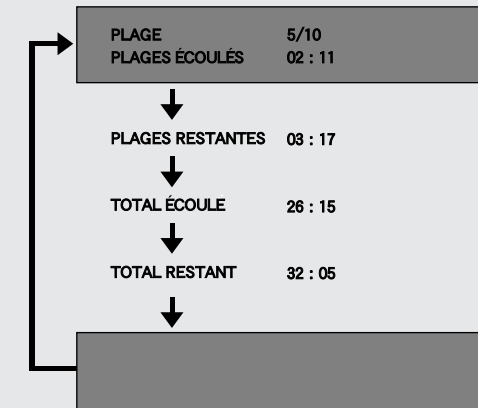 PLAGE 5/10
PLAGES ÉCOULÉS 02 : 11
PLAGES RESTANTES 03 : 17
TOTAL ÉCOULE 26 : 15
TOTAL RESTANT 32 : 05